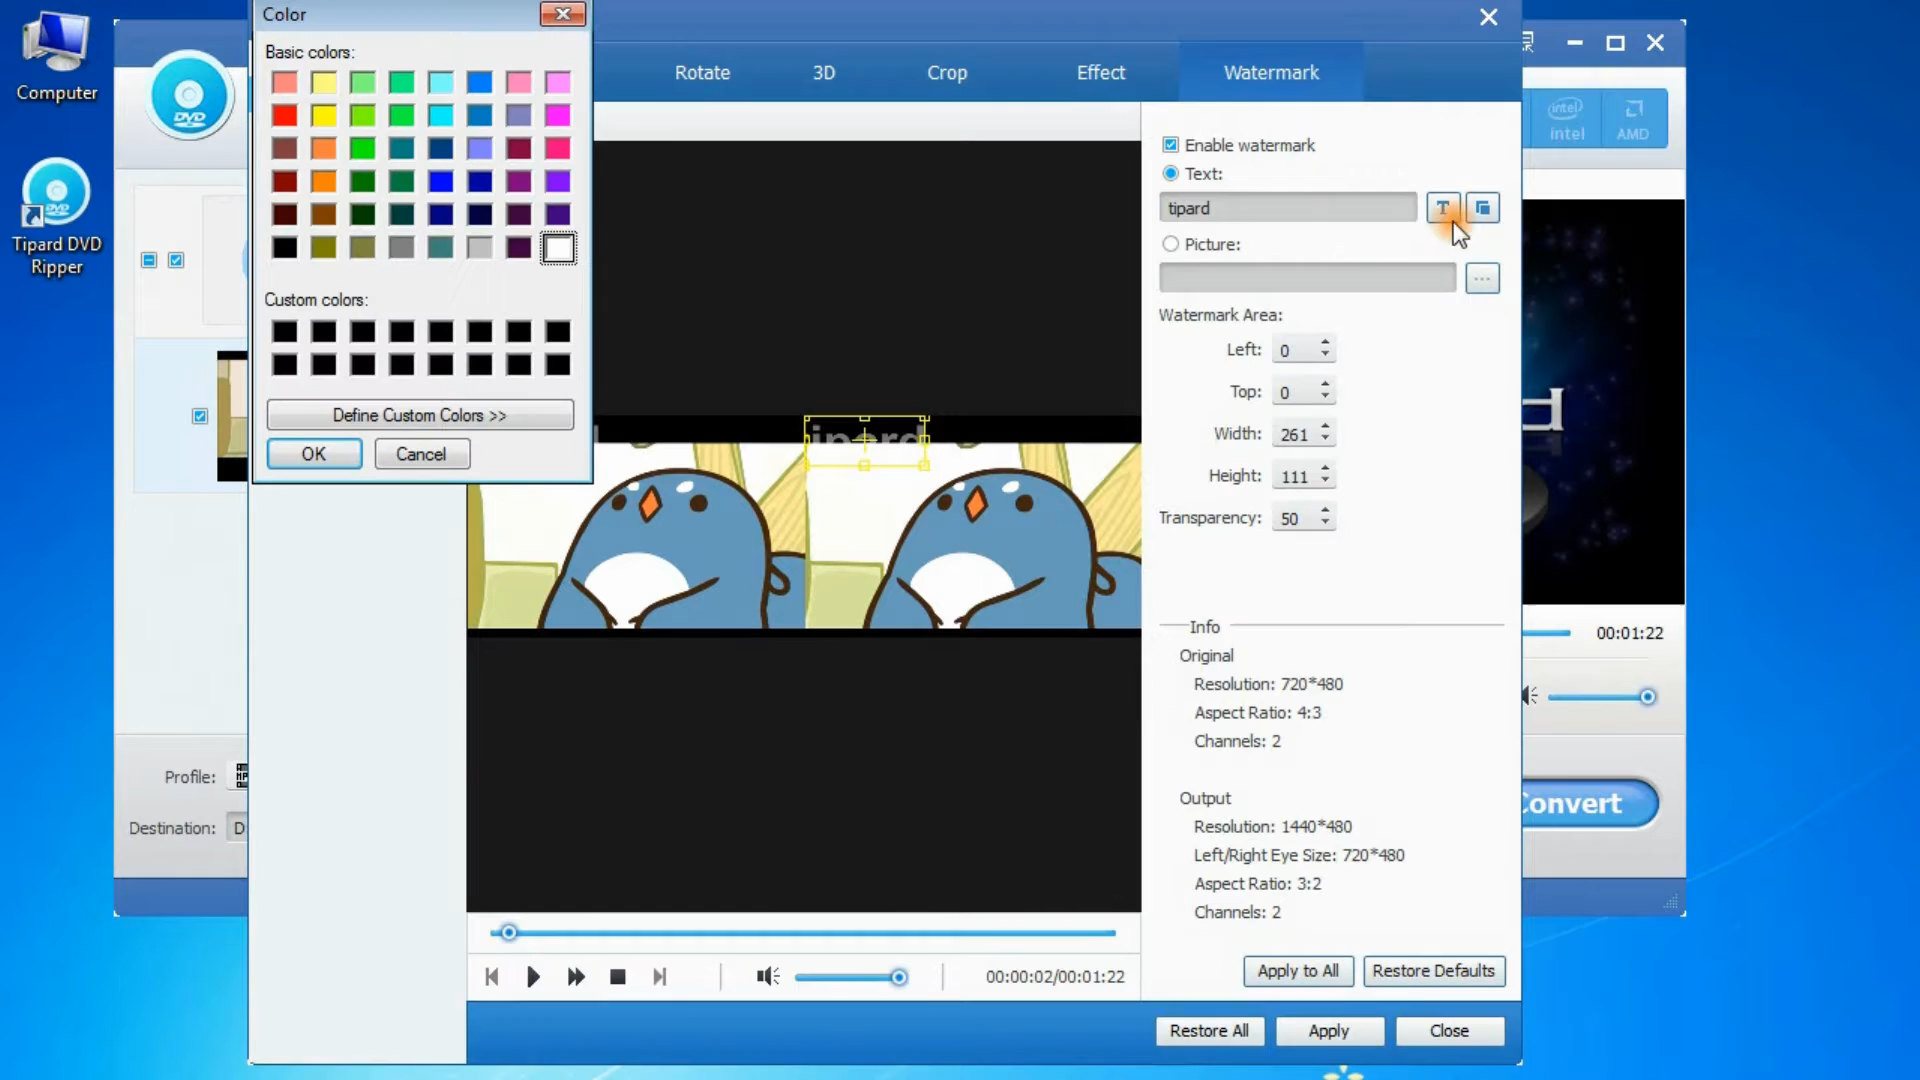 Color
Basic colors:
Custom colors:
Define Custom Colors >>
OK
Cancel
Computer
Tipard DVD
Ripper
DVD
DVD
Rotate
3D
Crop
Effect
Watermark
intel
intel
AMD
Enable watermark
Text:
tipard
T
Picture:
...
Watermark Area:
Left: 0
Top: 0
Width: 261
Height: 111
Transparency: 50
Info
Original
Resolution: 720*480
Aspect Ratio: 4:3
Channels: 2
Output
Resolution: 1440*480
Left/Right Eye Size: 720*480
Aspect Ratio: 3:2
Channels: 2
00:01:22
Profile:
Destination: D
Convert
00:00:02/00:01:22
Apply to All
Restore Defaults
Restore All
Apply
Close